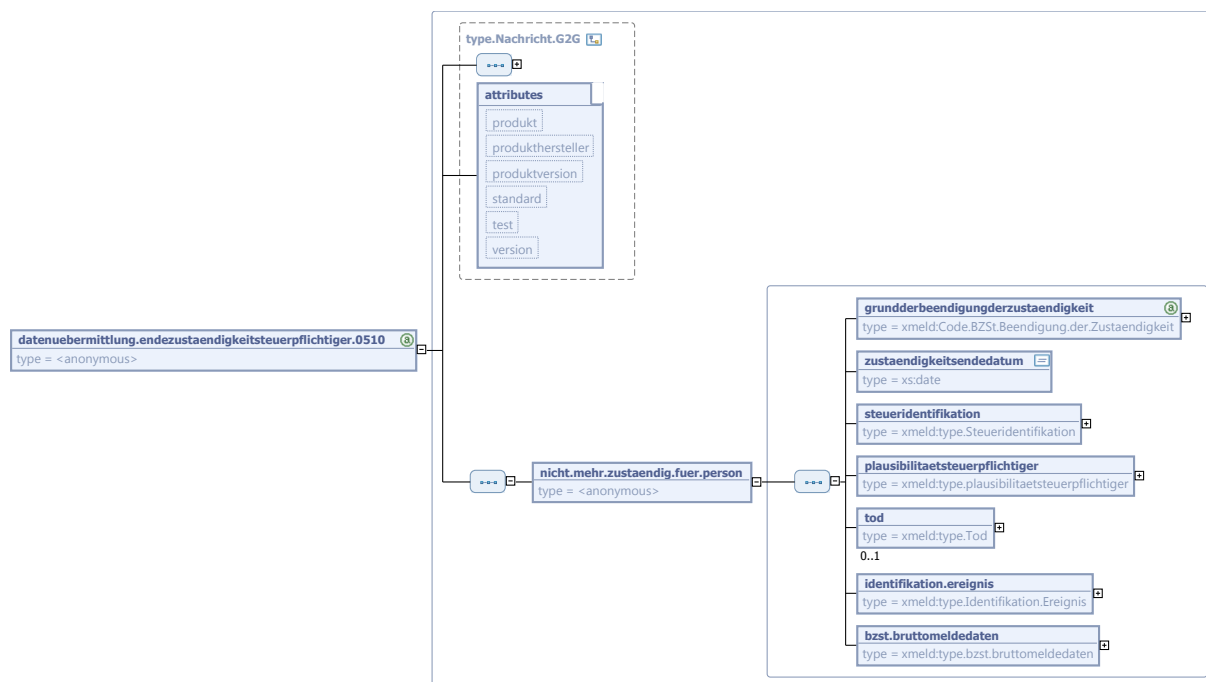 type.Nachricht.G2G
attributes
produkt
produkthersteller
produktversion
standard
test
version
datenuebermittlung.endezustaendigkeitsteuerpflichtiger.0510
type = <anonymous>
nicht.mehr.zustaendig.fuer.person
type = <anonymous>
grundderbeendigungderzustaendigkeit
type = xmeld:Code.BZSt.Beendigung.der.Zustaendigkeit
zustaendigkeitsendedatum
type = xs:date
steueridentifikation
type = xmeld:type.Steueridentifikation
plausibilitaetsteuerpflichtiger
type = xmeld:type.plausibilitaetsteuerpflichtiger
tod
type = xmeld:type.Tod
0..1
identifikation.ereignis
type = xmeld:type.Identifikation.Ereignis
bzst.bruttomeldedaten
type = xmeld:type.bzst.bruttomeldedaten